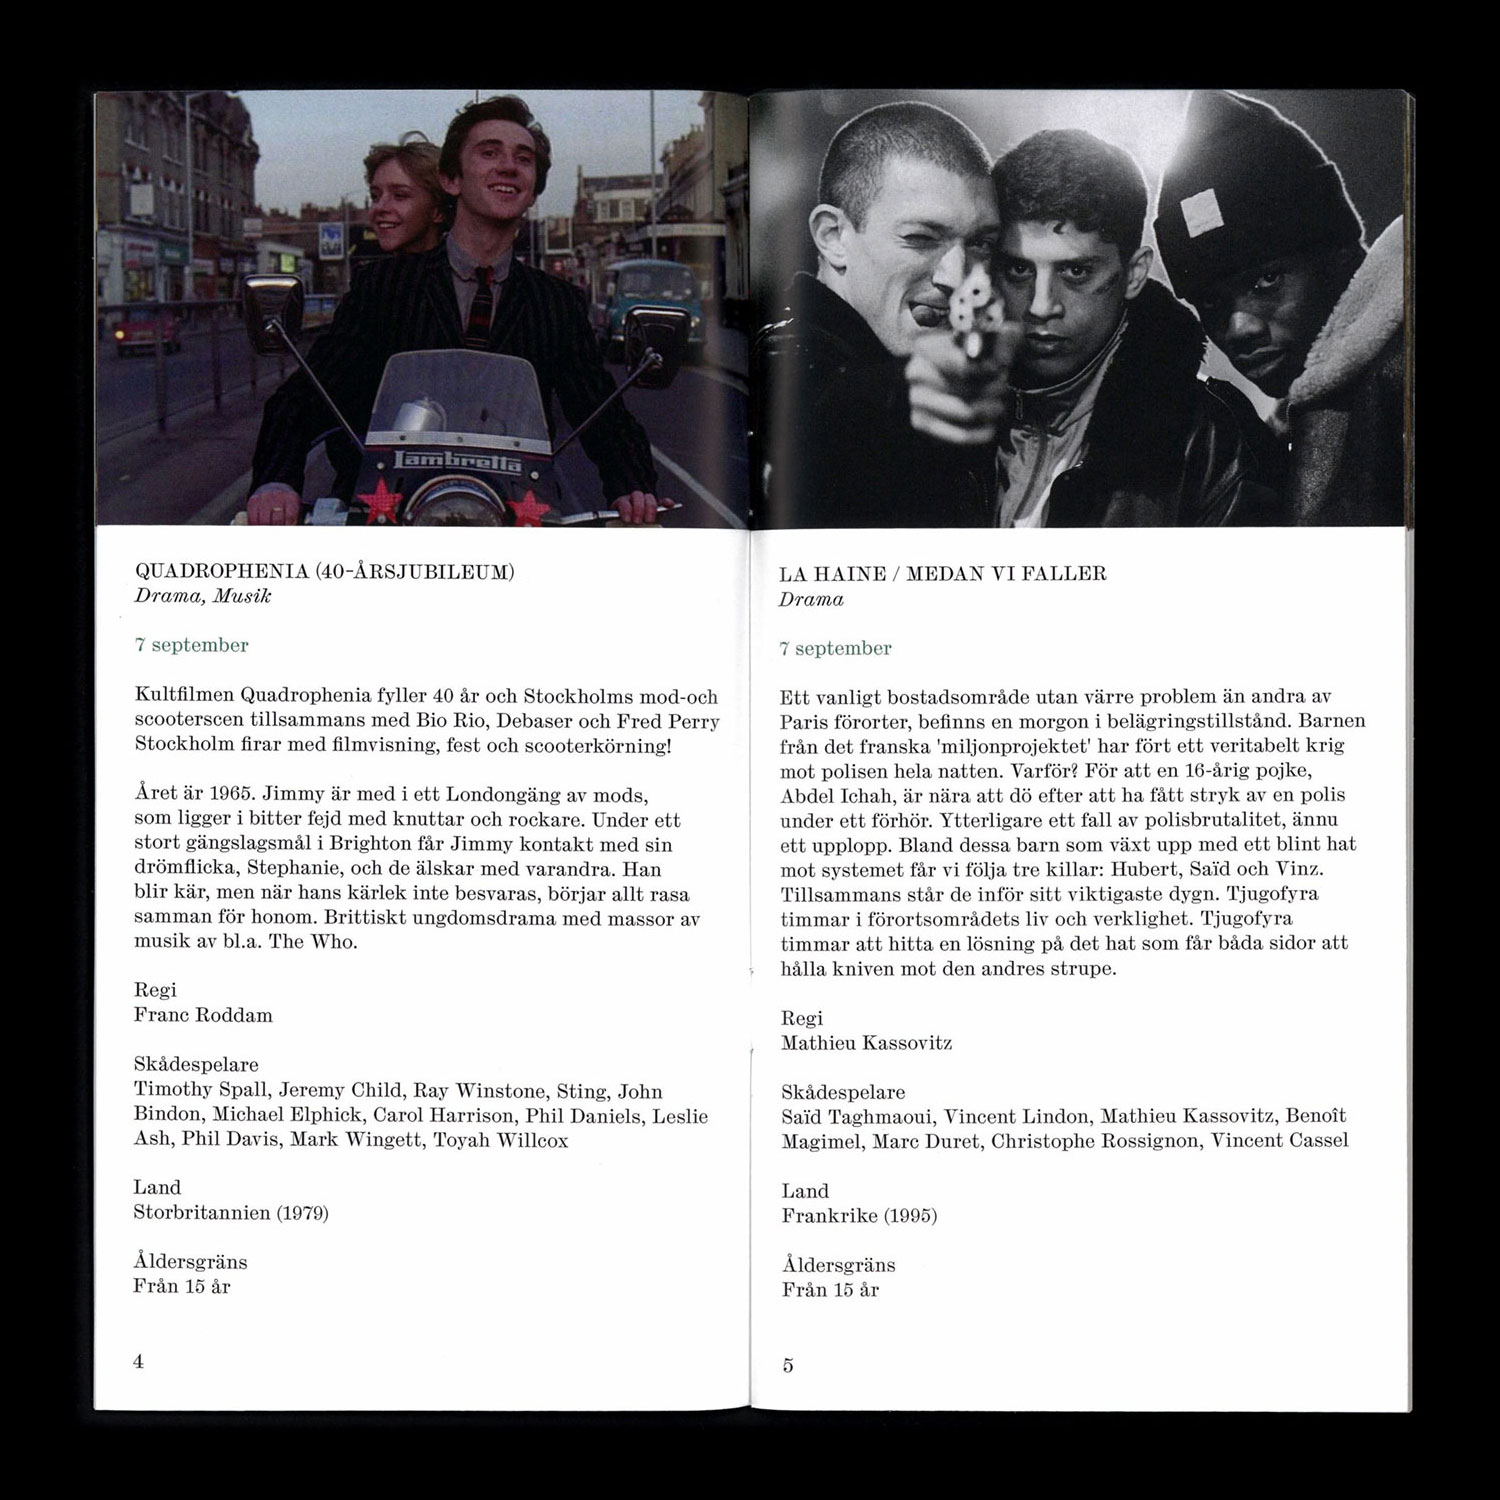 Lambretta
QUADROPHENIA (40-ÅRSJUBILEUM)
Drama, Musik
7 september
Kultfilmen Quadrophenia fyller 40 år och Stockholms mod-och
scooterscen tillsammans med Bio Rio, Debaser och Fred Perry
Stockholm firar med filmvisning, fest och scooterkörning!
Året är 1965. Jimmy är med i ett Londongäng av mods,
som ligger i bitter fejd med knuttar och rockare. Under ett
stort gängslagsmål i Brighton får Jimmy kontakt med sin
drömflicka, Stephanie, och de älskar med varandra. Han
blir kär, men när hans kärlek inte besvaras, börjar allt rasa
samman för honom. Brittiskt ungdomsdrama med massor av
musik av bl.a. The Who.
Regi
Franc Roddam
Skådespelare
Timothy Spall, Jeremy Child, Ray Winstone, Sting, John
Bindon, Michael Elphick, Carol Harrison, Phil Daniels, Leslie
Ash, Phil Davis, Mark Wingett, Toyah Willcox
Land
Storbritannien (1979)
Åldersgräns
Från 15 år
4
LA HAINE / MEDAN VI FALLER
Drama
7 september
Ett vanligt bostadsområde utan värre problem än andra av
Paris förorter, befinns en morgon i belägringstillstånd. Barnen
från det franska 'miljonprojektet' har fört ett veritabelt krig
mot polisen hela natten. Varför? För att en 16-årig pojke,
Abdel Ichah, är nära att dö efter att ha fått stryk av en polis
under ett förhör. Ytterligare ett fall av polisbrutalitet, ännu
ett upplopp. Bland dessa barn som växt upp med ett blint hat
mot systemet får vi följa tre killar: Hubert, Saïd och Vinz.
Tillsammans står de inför sitt viktigaste dygn. Tjugofyra
timmar i förortsområdets liv och verklighet. Tjugofyra
timmar att hitta en lösning på det hat som får båda sidor att
hålla kniven mot den andres strupe.
Regi
Mathieu Kassovitz
Skådespelare
Saïd Taghmaoui, Vincent Lindon, Mathieu Kassovitz, Benoît
Magimel, Marc Duret, Christophe Rossignon, Vincent Cassel
Land
Frankrike (1995)
Åldersgräns
Från 15 år
5